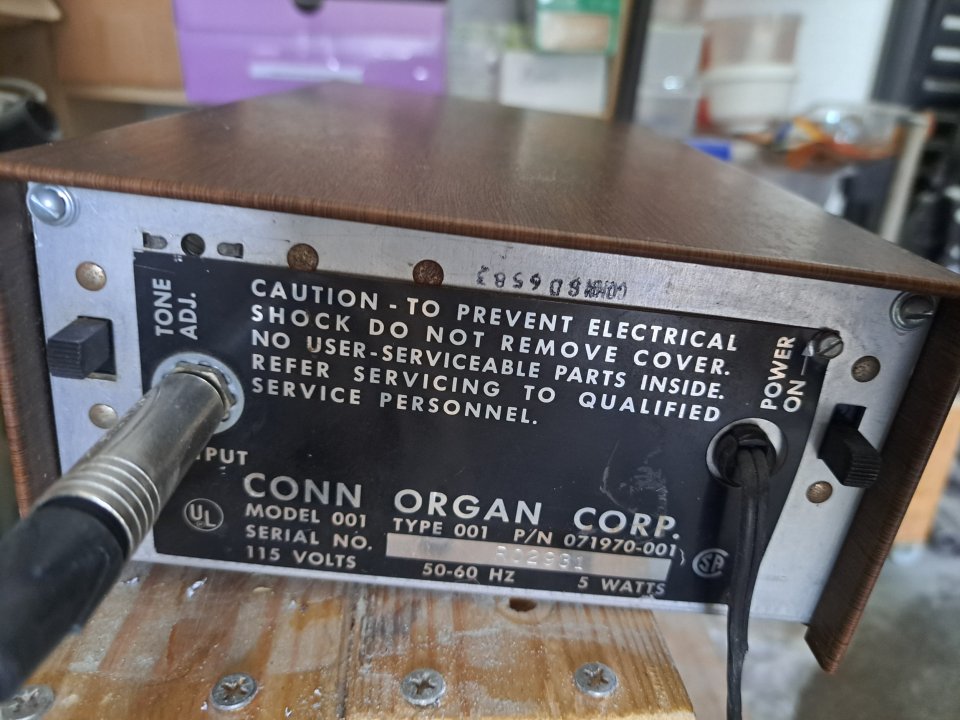 TONE
ADJ.
CAUTION - TO PREVENT ELECTRICAL
SHOCK DO NOT REMOVE COVER.
NO USER-SERVICEABLE PARTS INSIDE.
REFER SERVICING TO QUALIFIED
SERVICE PERSONNEL.
POWER
ON
PUT
UL
CONN ORGAN CORP.
MODEL 001 TYPE 001 P/N 071970-001
SERIAL NO.
115 VOLTS 50-60 HZ 5 WATTS